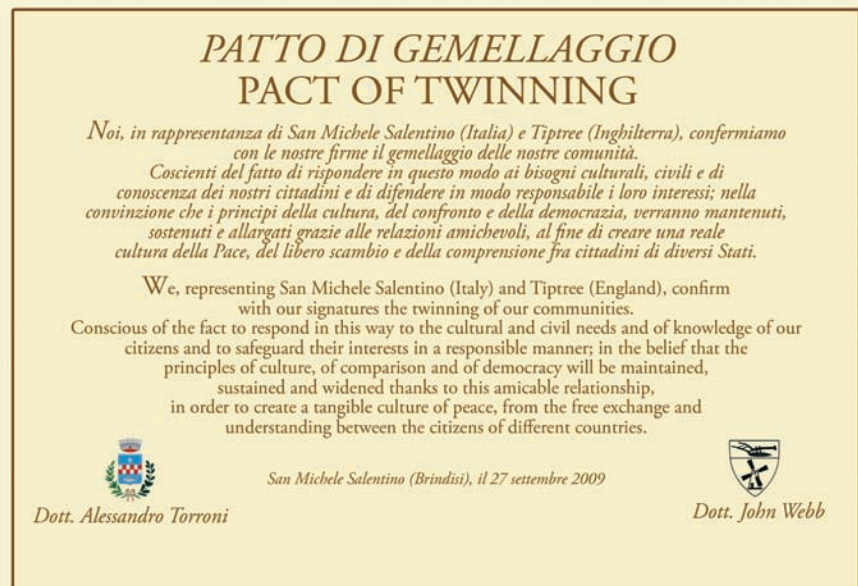 PATTO DI GEMELLAGGIO
PACT OF TWINNING
Noi, in rappresentanza di San Michele Salentino (Italia) e Tiptree (Inghilterra), confermiamo
con le nostre firme il gemellaggio delle nostre comunità.
Coscienti del fatto di rispondere in questo modo ai bisogni culturali, civili e di
conoscenza dei nostri cittadini e di difendere in modo responsabile i loro interessi; nella
convinzione che i principi della cultura, del confronto e della democrazia, verranno mantenuti,
sostenuti e allargati grazie alle relazioni amichevoli, al fine di creare una reale
cultura della Pace, del libero scambio e della comprensione fra cittadini di diversi Stati.
We, representing San Michele Salentino (Italy) and Tiptree (England), confirm
with our signatures the twinning of our communities.
Conscious of the fact to respond in this way to the cultural and civil needs and of knowledge of our
citizens and to safeguard their interests in a responsible manner; in the belief that the
principles of culture, of comparison and of democracy will be maintained,
sustained and widened thanks to this amicable relationship,
in order to create a tangible culture of peace, from the free exchange and
understanding between the citizens of different countries.
San Michele Salentino (Brindisi), il 27 settembre 2009
Dott. Alessandro Torroni
Dott. John Webb